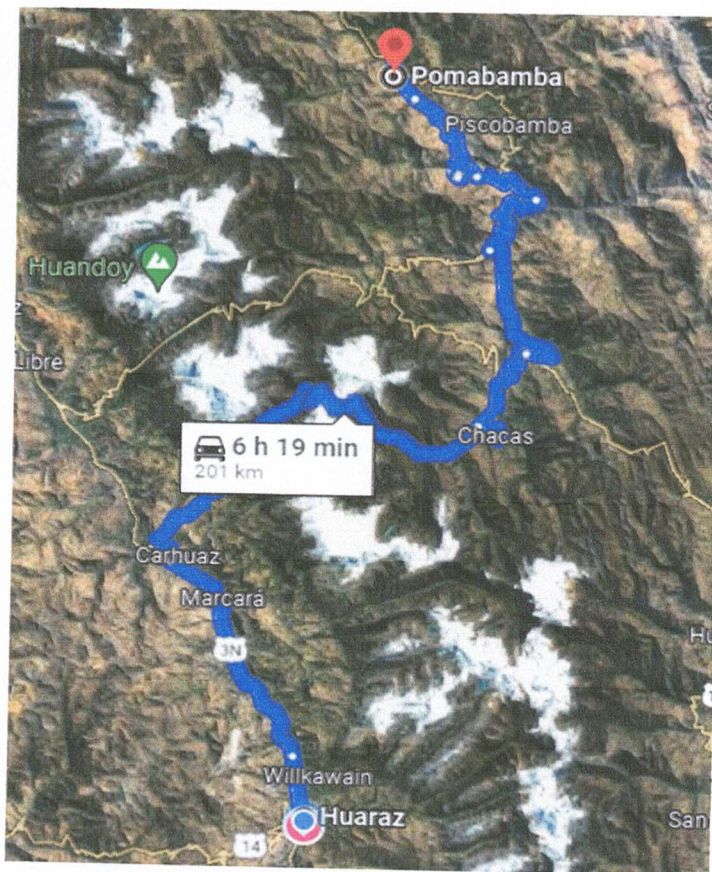 Pomabamba
Piscobamba
Huandoy
Libre
6 h 19 min
201 km
Chacas
Carhuaz
Marcará
3N
Hu
Willkawain
Huaraz
San
14